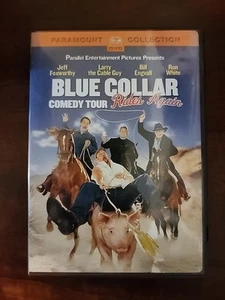 PARAMOUNT COLLECTION
Parallel Entertainment Pictures Presents
Jeff Foxworthy Larry the Cable Guy Bill Engvall Ron White
BLUE COLLAR
COMEDY TOUR Rides Again